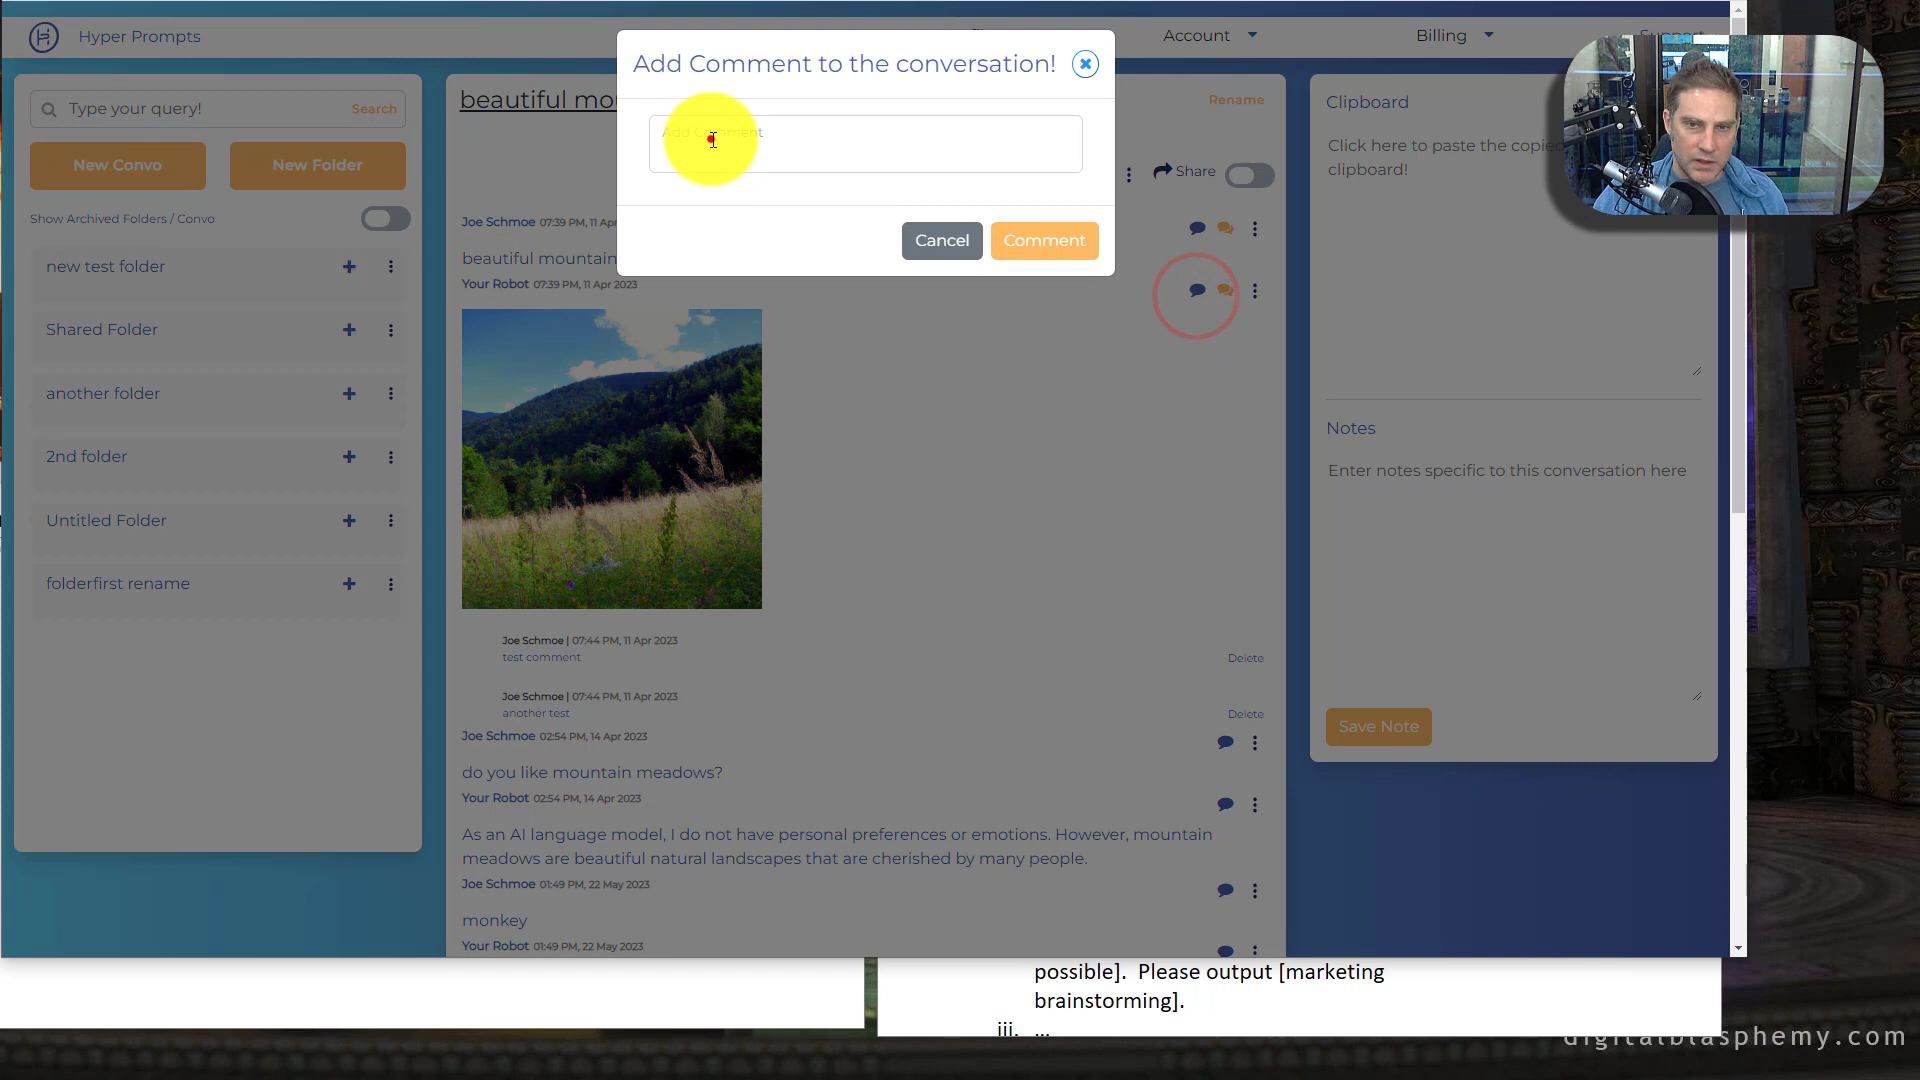 Hyper Prompts
Account
Billing
Support
Add Comment to the conversation!
Add Comment
Cancel
Comment
Type your query!
Search
New Convo
New Folder
Show Archived Folders / Convo
new test folder
Shared Folder
another folder
2nd folder
Untitled Folder
folderfirst rename
beautiful mo
Rename
Share
Joe Schmoe 07:39 PM, 11 Apr
beautiful mountain
Your Robot 07:39 PM, 11 Apr 2023
Joe Schmoe | 07:44 PM, 11 Apr 2023
test comment
Delete
Joe Schmoe | 07:44 PM, 11 Apr 2023
another test
Delete
Joe Schmoe 02:54 PM, 14 Apr 2023
do you like mountain meadows?
Your Robot 02:54 PM, 14 Apr 2023
As an AI language model, I do not have personal preferences or emotions. However, mountain
meadows are beautiful natural landscapes that are cherished by many people.
Joe Schmoe 01:49 PM, 22 May 2023
monkey
Your Robot 01:49 PM, 22 May 2023
Clipboard
Click here to paste the copie
clipboard!
Notes
Enter notes specific to this conversation here
Save Note
possible]. Please output [marketing
brainstorming].
iii. ...
digitalblasphemy.com